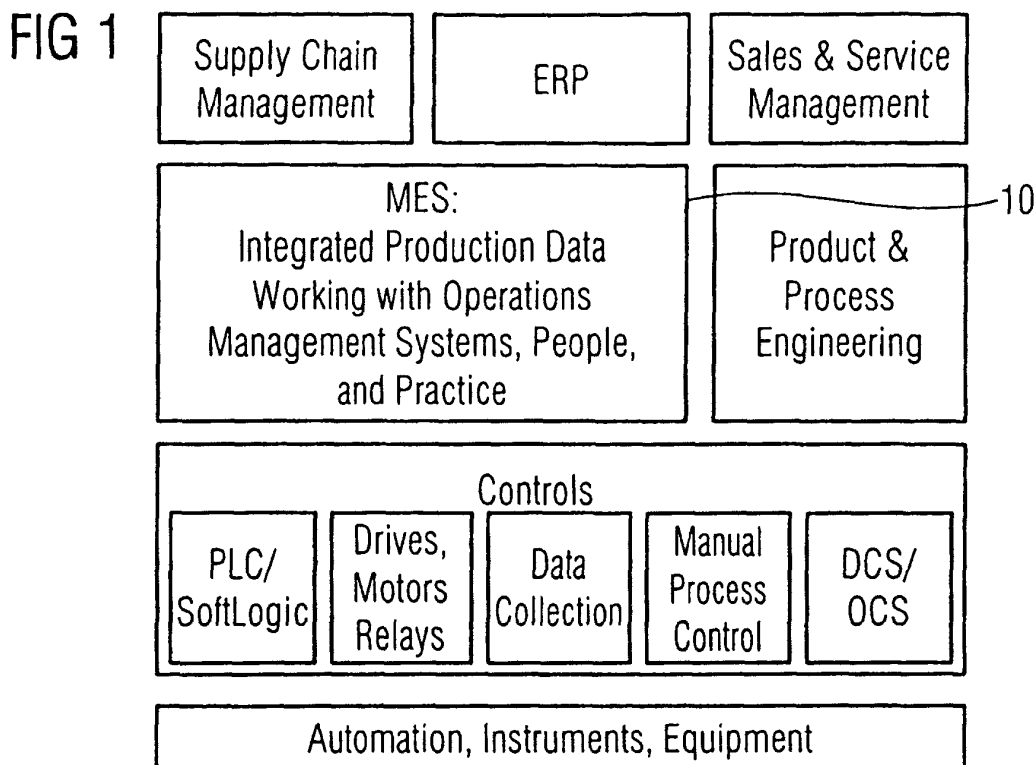 FIG 1
Supply Chain
Management
ERP
Sales & Service
Management
MES:
Integrated Production Data
Working with Operations
Management Systems, People,
and Practice
10
Product &
Process
Engineering
Controls
PLC/
SoftLogic
Drives,
Motors
Relays
Data
Collection
Manual
Process
Control
DCS/
OCS
Automation, Instruments, Equipment